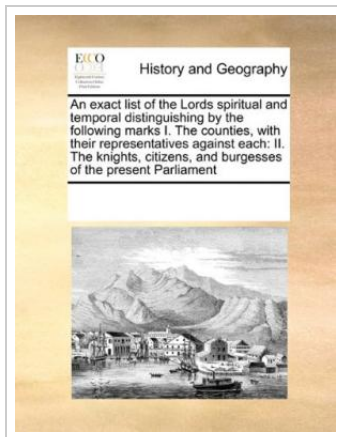 ECCO
History and Geography
An exact list of the Lords spiritual and
temporal distinguishing by the
following marks I. The counties, with
their representatives against each: II.
The knights, citizens, and burgesses
of the present Parliament